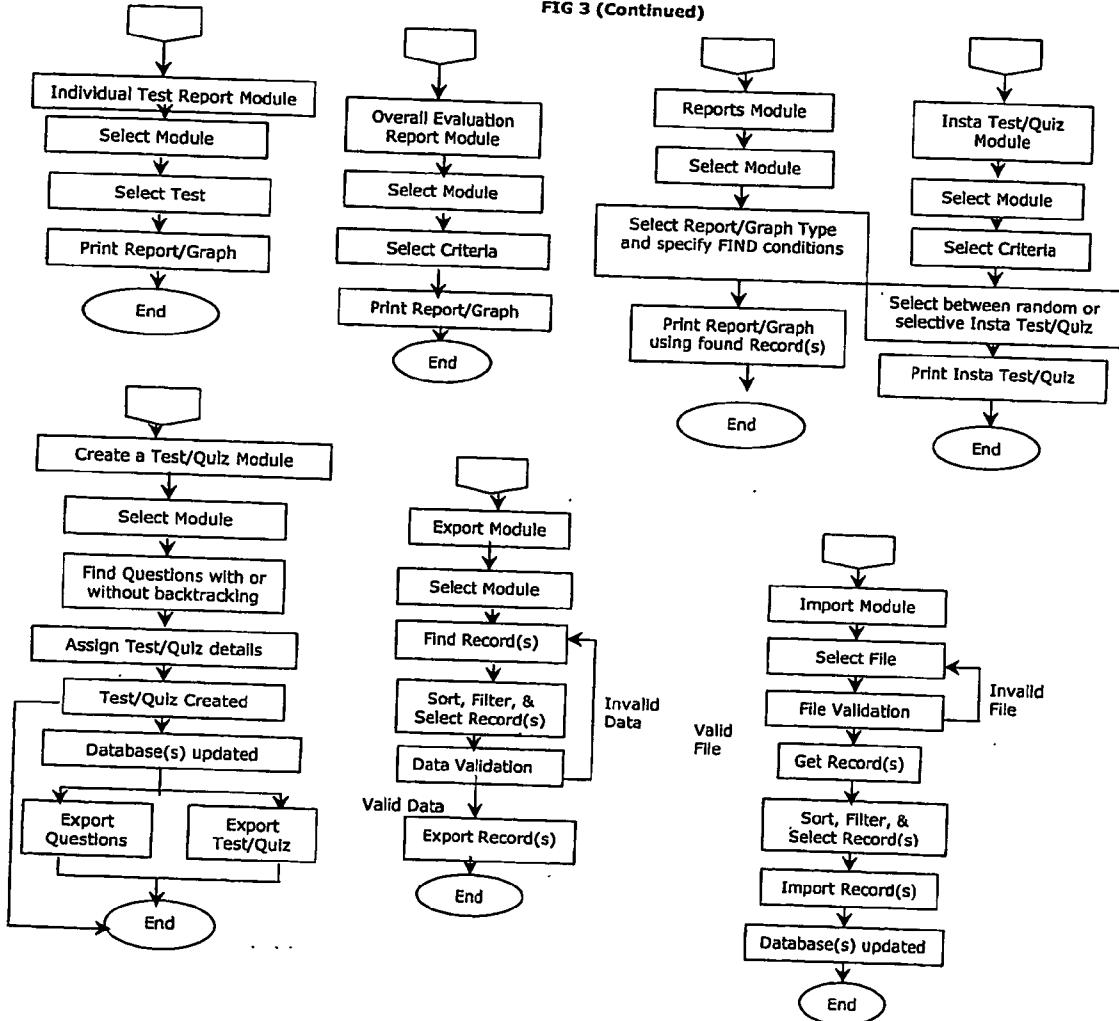 FIG 3 (Continued)
Individual Test Report Module
Select Module
Select Test
Print Report/Graph
End
Overall Evaluation
Report Module
Select Module
Select Criteria
Print Report/Graph
End
Reports Module
Select Module
Select Report/Graph Type
and specify FIND conditions
Print Report/Graph
using found Record(s)
End
Insta Test/Quiz
Module
Select Module
Select Criteria
Select between random or
selective Insta Test/Quiz
Print Insta Test/Quiz
End
Create a Test/Quiz Module
Select Module
Find Questions with or
without backtracking
Assign Test/Quiz details
Test/Quiz Created
Database(s) updated
Export
Questions
Export
Test/Quiz
End
Export Module
Select Module
Find Record(s)
Sort, Filter, &
Select Record(s)
Data Validation
Invalid
Data
Valid Data
Export Record(s)
End
Import Module
Select File
File Validation
Invalid
File
Valid
File
Get Record(s)
Sort, Filter, &
Select Record(s)
Import Record(s)
Database(s) updated
End